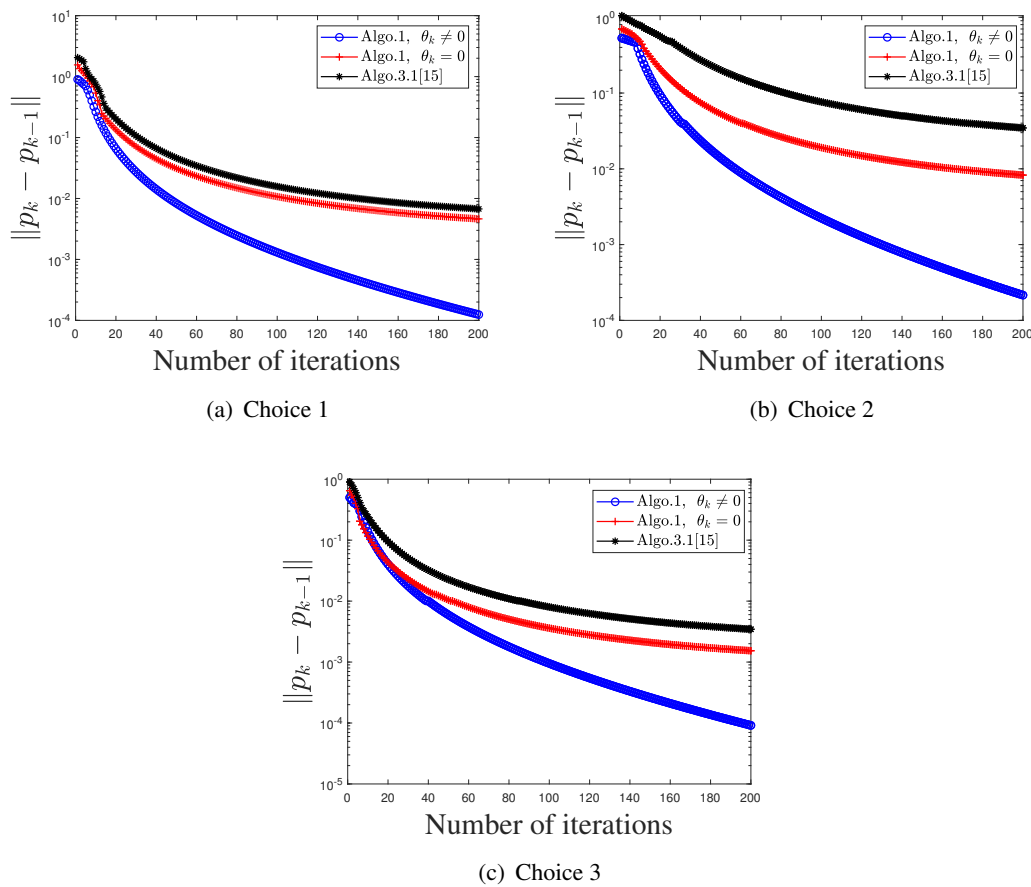 10^1
10^0
10^-1
10^-2
10^-3
10^-4
‖p_k − p_{k−1}‖
Algo.1, θ_k ≠ 0
Algo.1, θ_k = 0
Algo.3.1[15]
0 20 40 60 80 100 120 140 160 180 200
Number of iterations
(a) Choice 1
10^0
10^-1
10^-2
10^-3
10^-4
‖p_k − p_{k−1}‖
Algo.1, θ_k ≠ 0
Algo.1, θ_k = 0
Algo.3.1[15]
0 20 40 60 80 100 120 140 160 180 200
Number of iterations
(b) Choice 2
10^0
10^-1
10^-2
10^-3
10^-4
10^-5
‖p_k − p_{k−1}‖
Algo.1, θ_k ≠ 0
Algo.1, θ_k = 0
Algo.3.1[15]
0 20 40 60 80 100 120 140 160 180 200
Number of iterations
(c) Choice 3